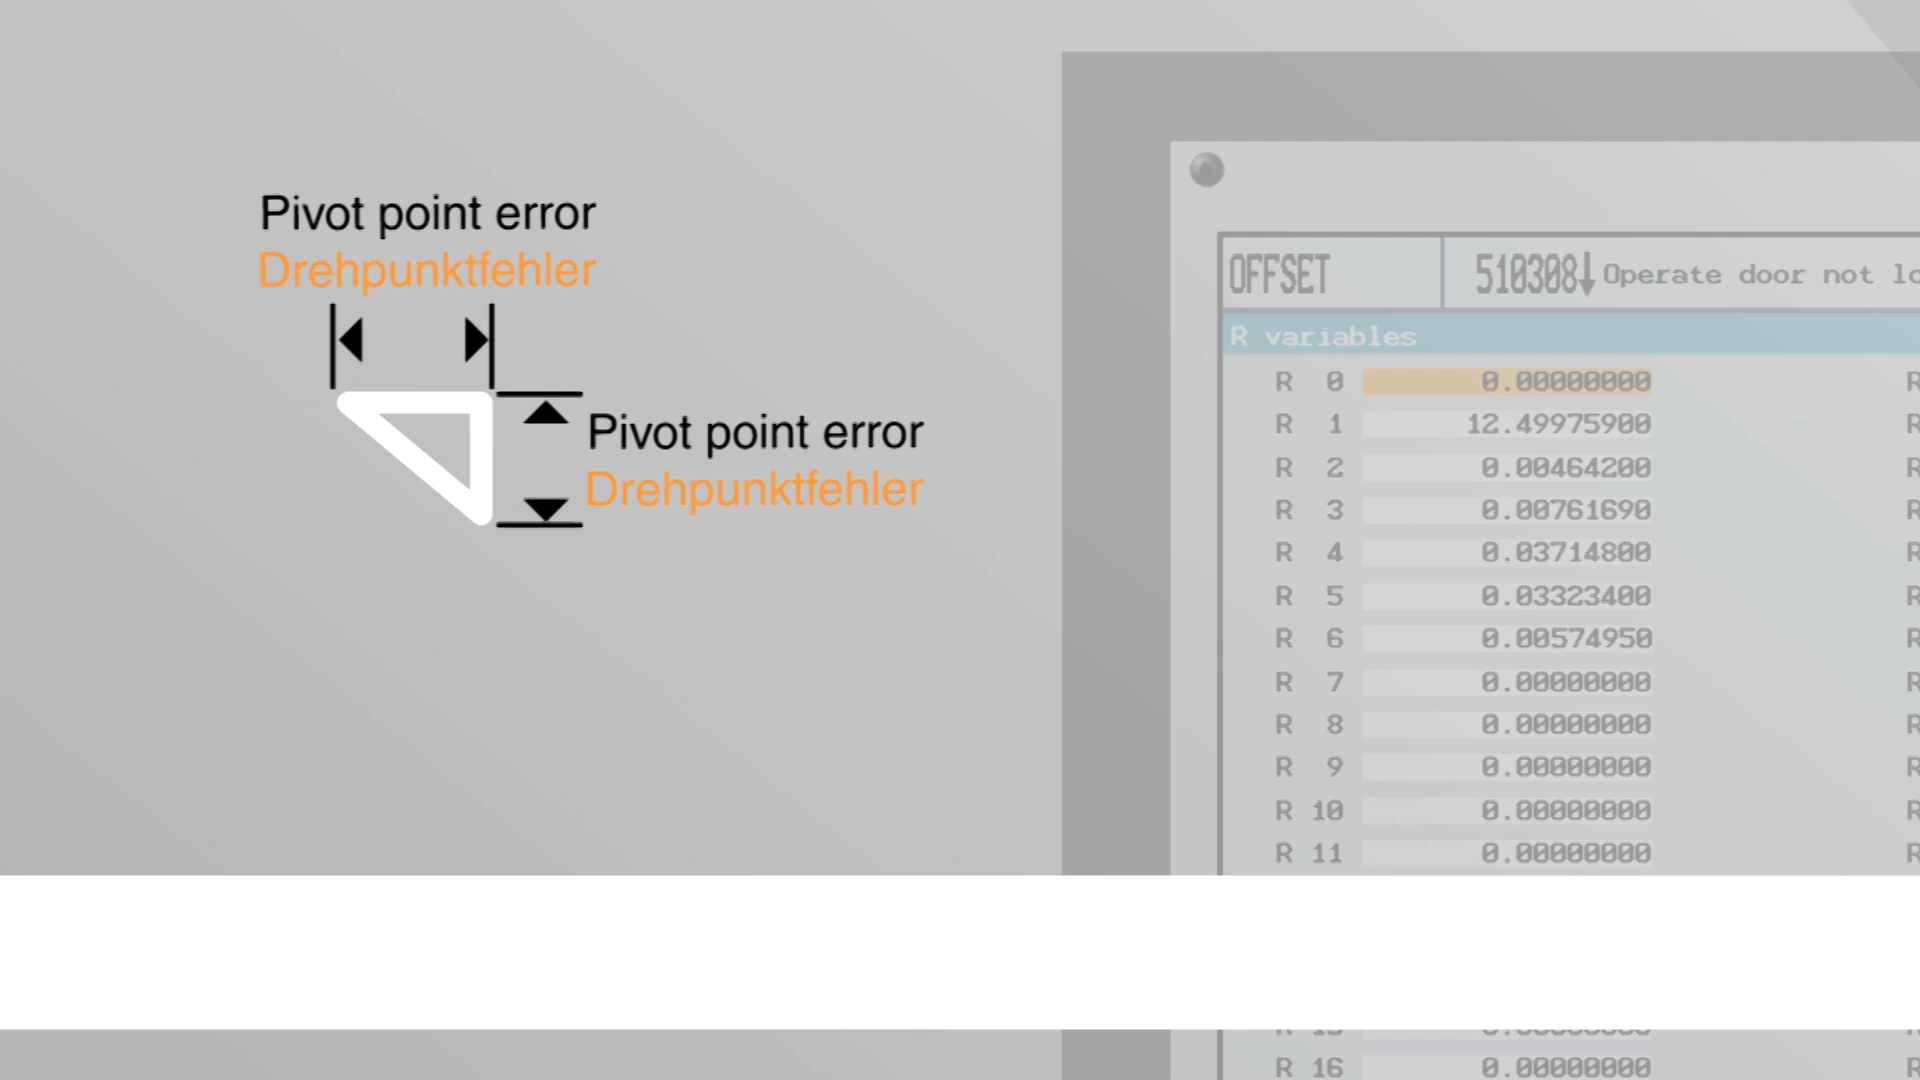 Pivot point error
Drehpunktfehler
Pivot point error
Drehpunktfehler
OFFSET 510308↓ Operate door not
R variables
R 0 0.00000000 R
R 1 12.49975900 R
R 2 0.00464200 R
R 3 0.00761690 R
R 4 0.03714800
R 5 0.03323400 R
R 6 0.00574950 R
R 7 0.00000000 R
R 8 0.00000000 R
R 9 0.00000000 R
R 10 0.00000000 R
R 11 0.00000000 R
R 16 0.00000000 R